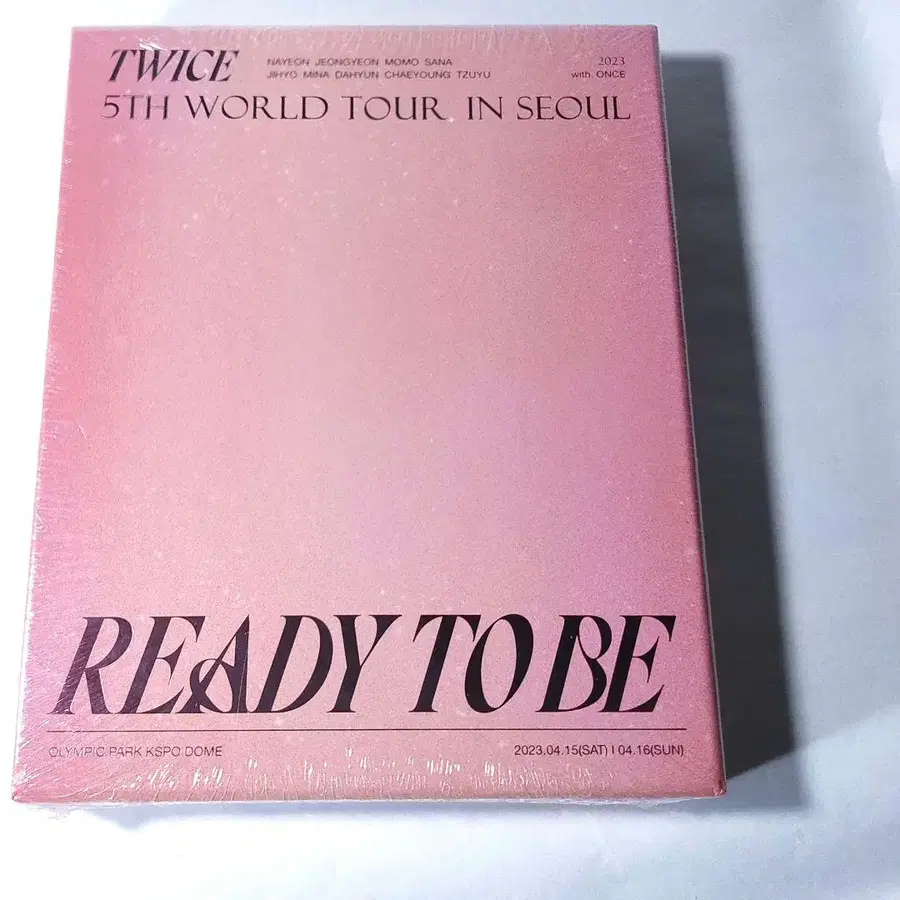 TWICE
NAYEON JEONGYEON MOMO SANA
JIHYO MINA DAHYUN CHAEYOUNG TZUYU
2023
with. ONCE
5TH WORLD TOUR IN SEOUL
READY TO BE
OLYMPIC PARK KSPO DOME
2023.04.15(SAT) I 04.16(SUN)